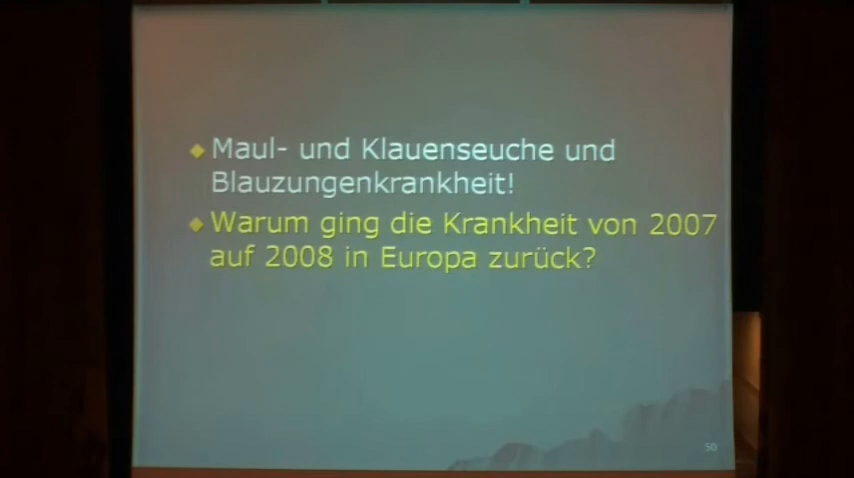 Maul- und Klauenseuche und
Blauzungenkrankheit!
Warum ging die Krankheit von 2007
auf 2008 in Europa zurück?
50